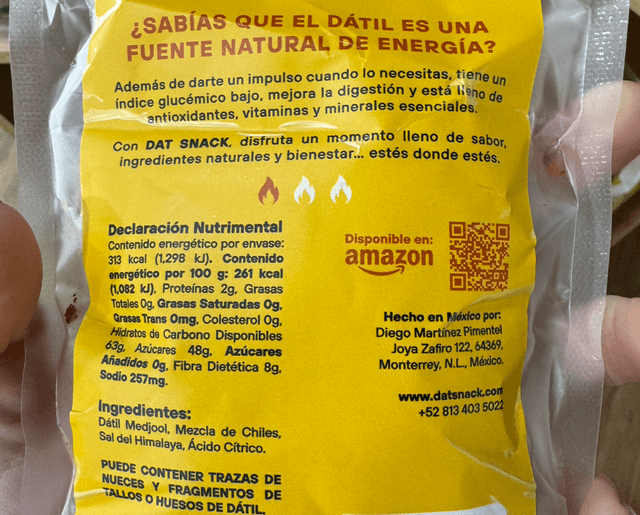 ¿SABÍAS QUE EL DÁTIL ES UNA
FUENTE NATURAL DE ENERGÍA?
Además de darte un impulso cuando lo necesitas, tiene un
índice glucémico bajo, mejora la digestión y está lleno de
antioxidantes, vitaminas y minerales esenciales.
Con DAT SNACK, disfruta un momento lleno de sabor,
ingredientes naturales y bienestar... estés donde estés.
Declaración Nutrimental
Contenido energético por envase:
313 kcal (1,298 kJ). Contenido
energético por 100 g: 261 kcal
(1,082 kJ), Proteínas 2g, Grasas
Totales 0g, Grasas Saturadas 0g,
Grasas Trans 0mg, Colesterol 0g,
Hidratos de Carbono Disponibles
63g, Azúcares 48g, Azúcares
Añadidos 0g, Fibra Dietética 8g,
Sodio 257mg.
Ingredientes:
Dátil Medjool, Mezcla de Chiles,
Sal del Himalaya, Ácido Cítrico.
PUEDE CONTENER TRAZAS DE
NUECES Y FRAGMENTOS DE
TALLOS O HUESOS DE DÁTIL.
Disponible en:
amazon
Hecho en México por:
Diego Martínez Pimentel
Joya Zafiro 122, 64369,
Monterrey, N.L., México.
www.datsnack.com
+52 813 403 5022